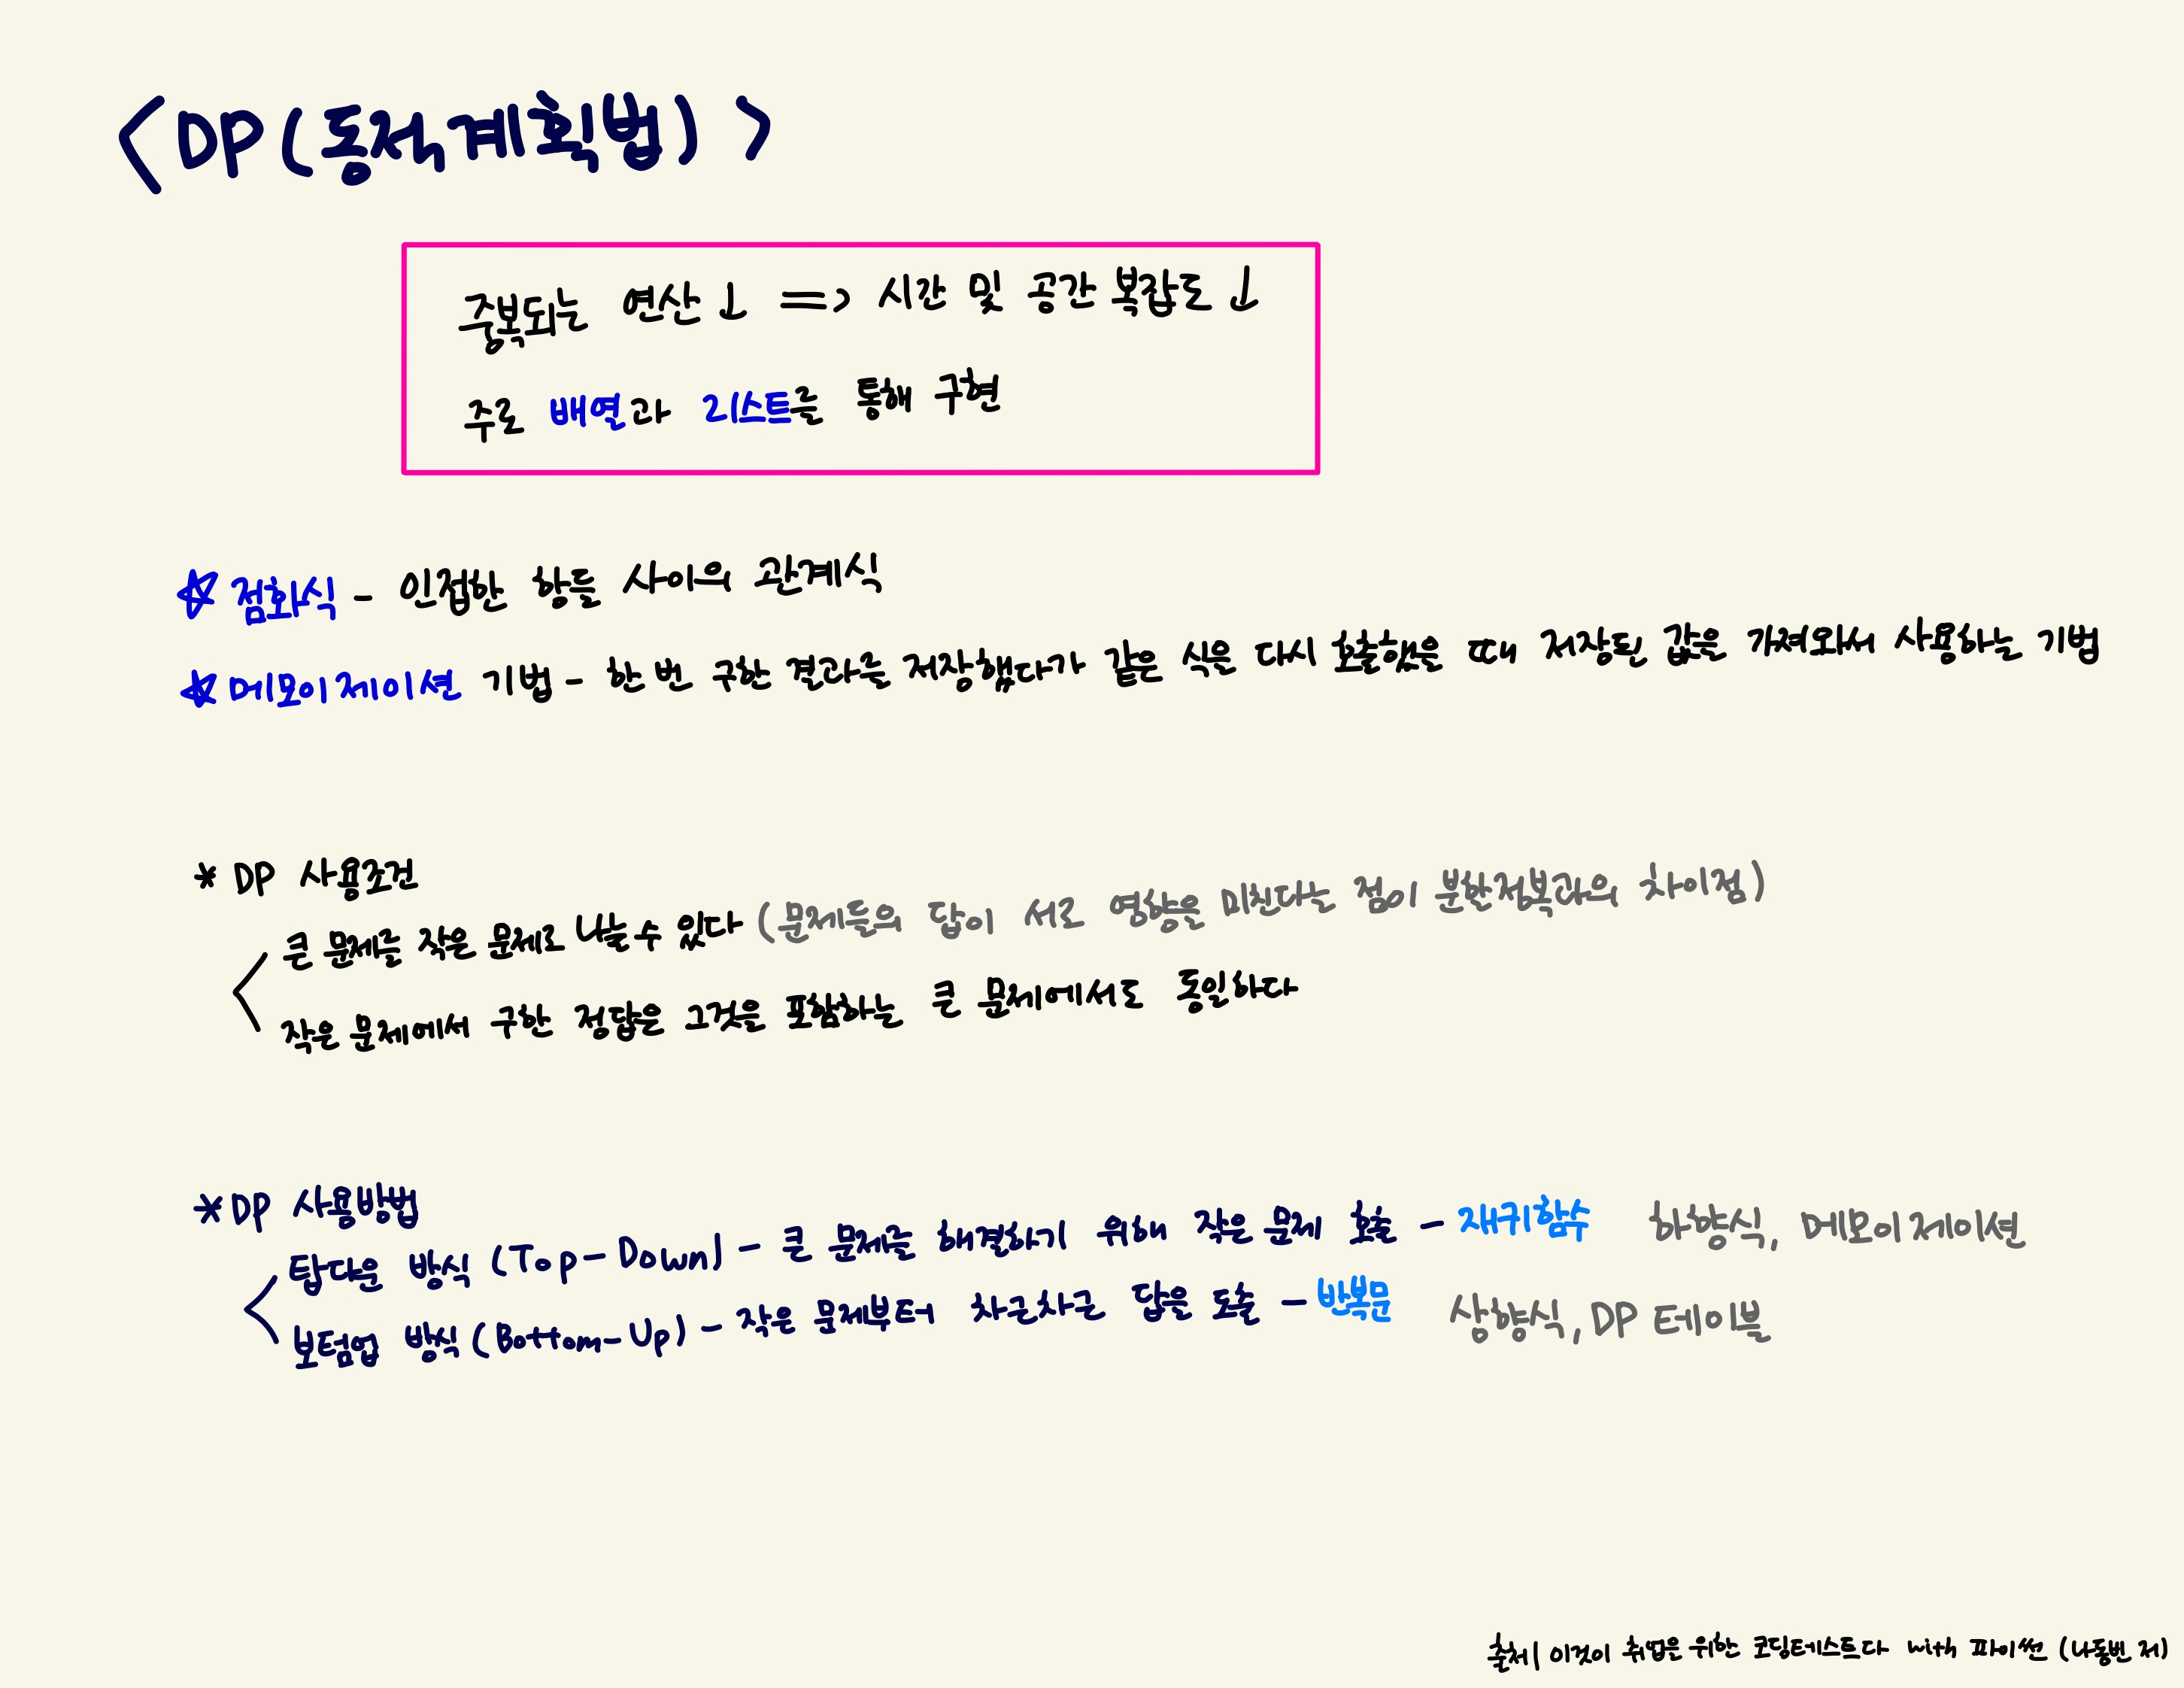 <DP(동적계획법)>
중복되는 연산↓ ==> 시간 및 공간 복잡도↓
주로 배열과 리스트를 통해 구현
☆ 점화식 - 인접한 항들 사이의 관계식
☆ 메모이제이션 기법 - 한 번 구한 결과를 저장했다가 같은 식을 다시 호출했을 때 저장된 값을 가져와서 사용하는 기법
* DP 사용조건
큰 문제를 작은 문제로 나눌 수 있다 (문제들의 답이 서로 영향을 미친다는 점이 분할정복과의 차이점)
작은 문제에서 구한 정답은 그것을 포함하는 큰 문제에서도 동일하다
* DP 사용방법
탑다운 방식 (Top-Down) - 큰 문제를 해결하기 위해 작은 문제 호출 - 재귀함수 하향식, 메모이제이션
보텀업 방식 (Bottom-Up) - 작은 문제부터 차근차근 답을 도출 - 반복문 상향식, DP 테이블
출처| 이것이 취업을 위한 코딩테스트다 with 파이썬 (나동빈 저)